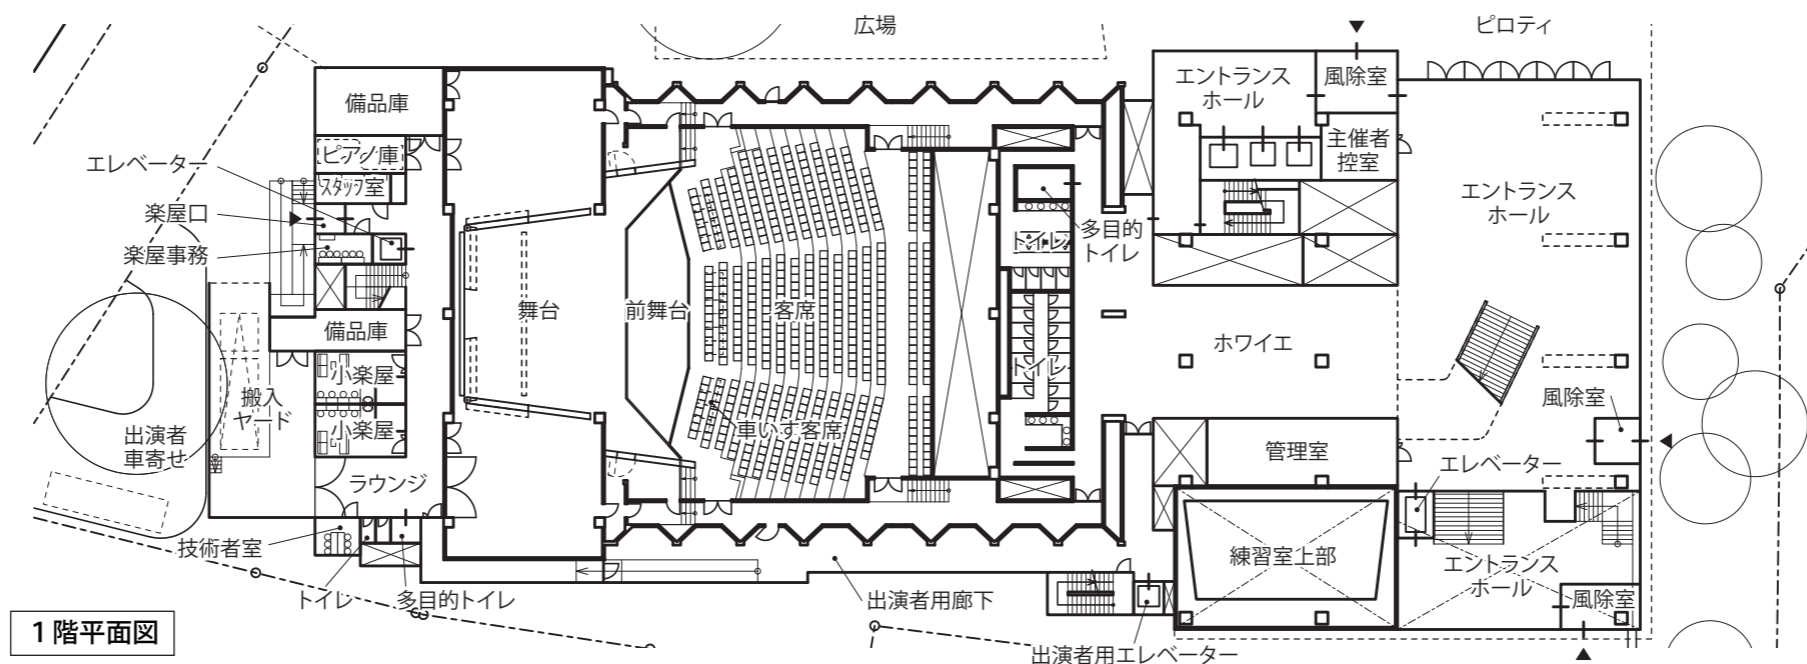 広場
ピロティ
エントランス
ホール
風除室
備品庫
主催者
控室
ピアノ庫
エレベーター
スタッフ室
エントランス
ホール
楽屋口
多目的
トイレ
トイレ
楽屋事務
舞台
前舞台
客席
備品庫
ホワイエ
小楽屋
トイレ
搬入
ヤード
風除室
小楽屋
車いす客席
出演者
車寄せ
管理室
エレベーター
ラウンジ
技術者室
練習室上部
エントランス
ホール
トイレ
多目的トイレ
出演者用廊下
風除室
1階平面図
出演者用エレベーター